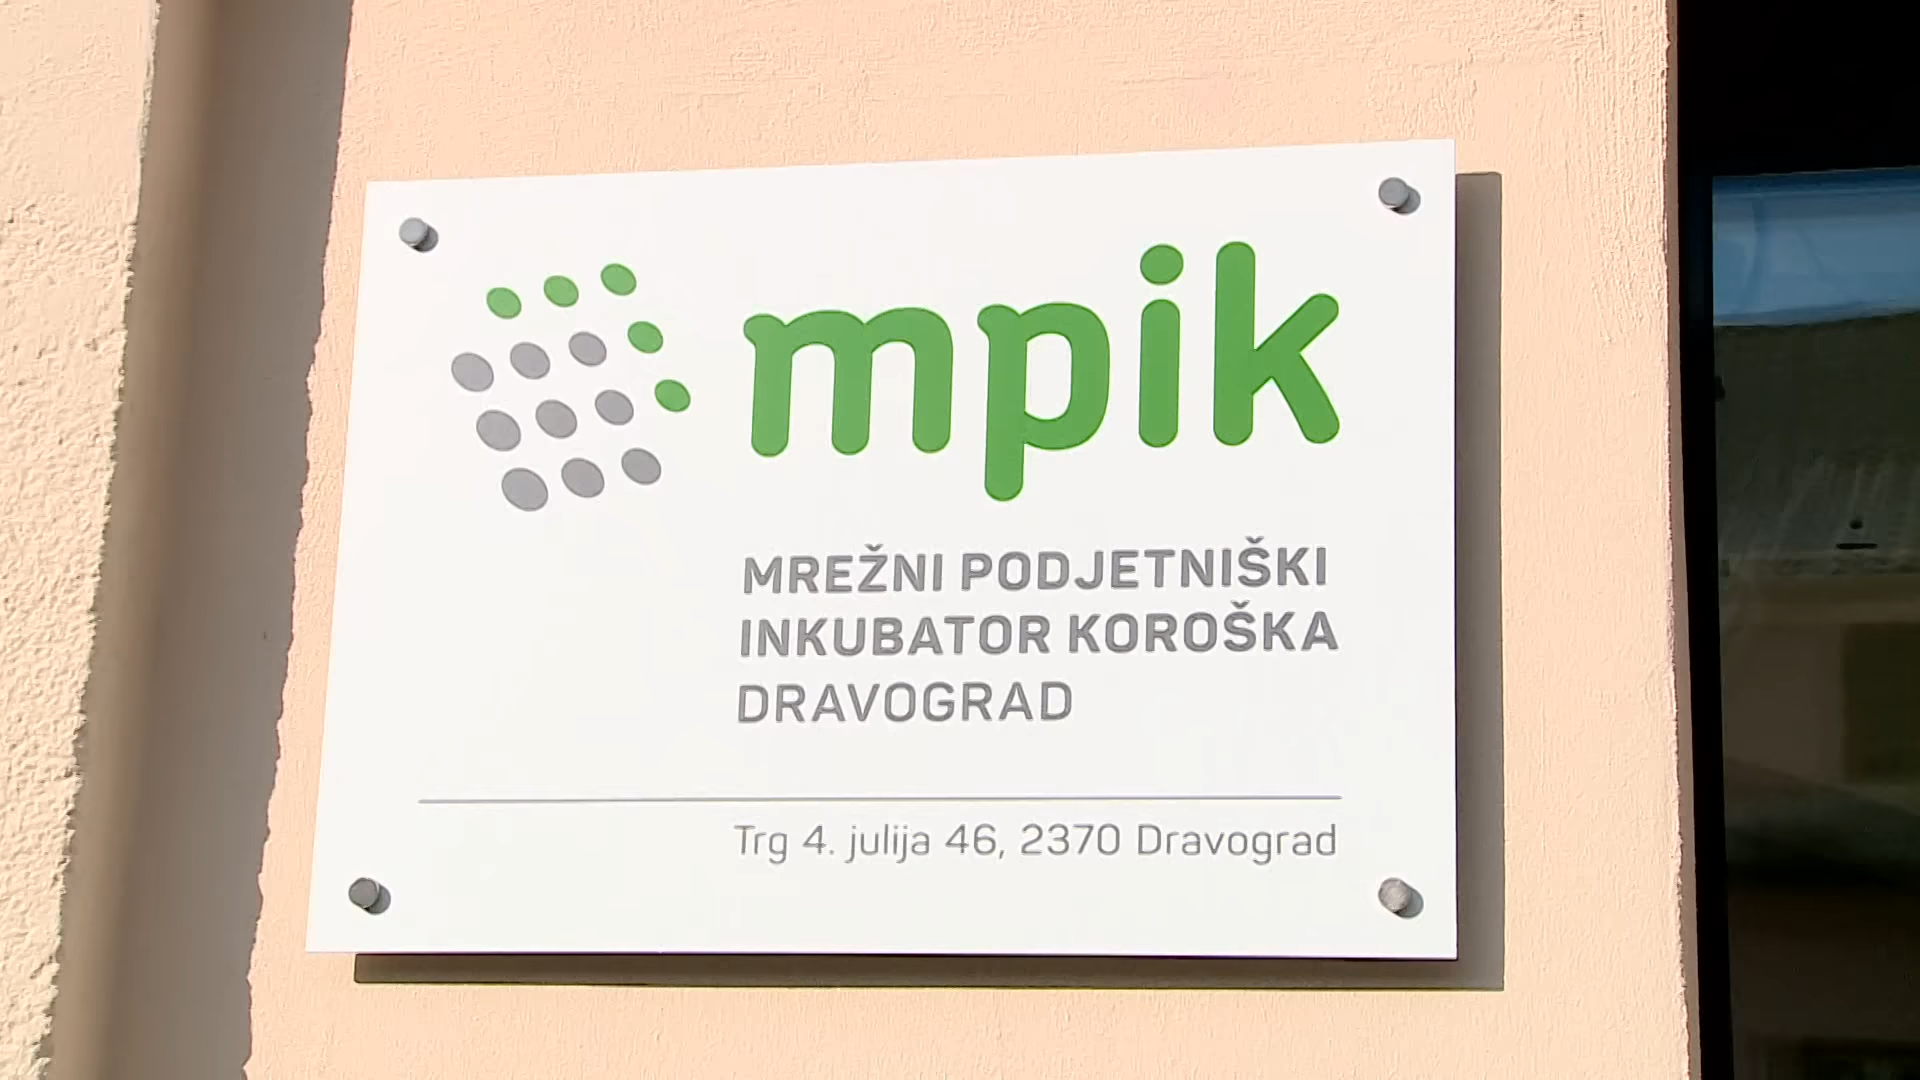 mpik
MREŽNI PODJETNIŠKI
INKUBATOR KOROŠKA
DRAVOGRAD
Trg 4. julija 46, 2370 Dravograd